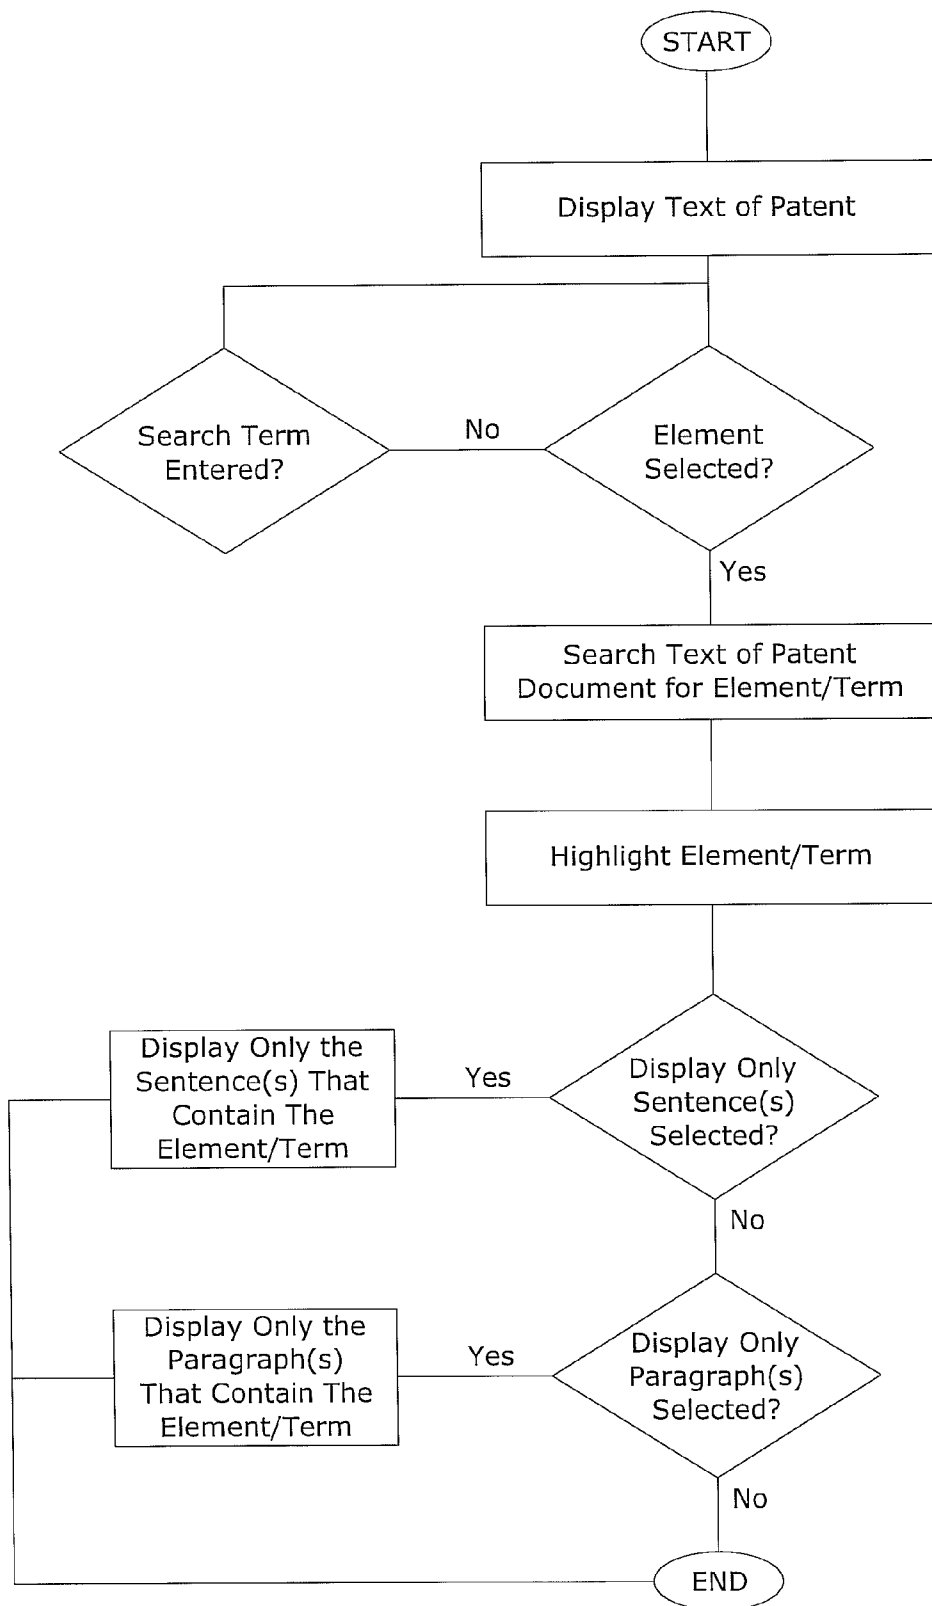 START
Display Text of Patent
Search Term
Entered?
No
Element
Selected?
Yes
Search Text of Patent
Document for Element/Term
Highlight Element/Term
Display Only the
Sentence(s) That
Contain The
Element/Term
Yes
Display Only
Sentence(s)
Selected?
No
Display Only the
Paragraph(s)
That Contain The
Element/Term
Yes
Display Only
Paragraph(s)
Selected?
No
END